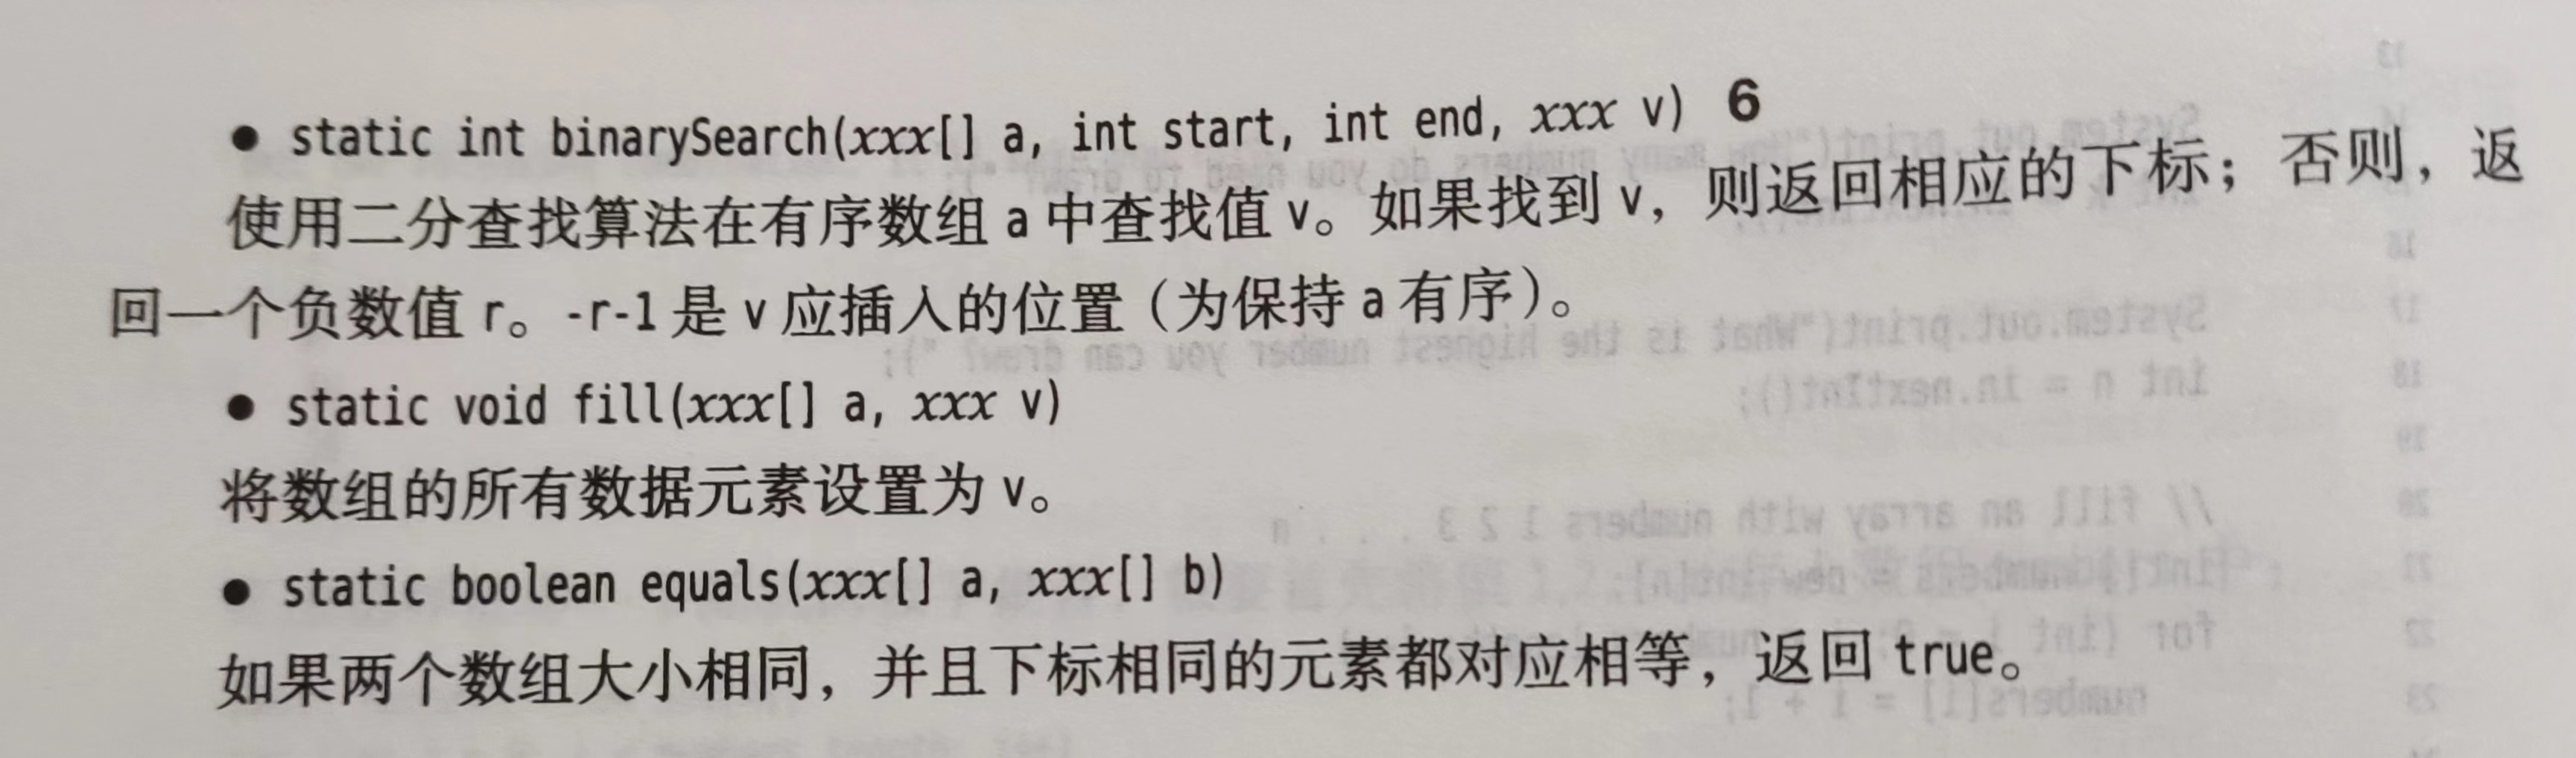 ● static int binarySearch(xxx[] a, int start, int end, xxx v) 6
使用二分查找算法在有序数组 a 中查找值 v。如果找到 v，则返回相应的下标；否则，返
回一个负数值 r。-r-1 是 v 应插入的位置（为保持 a 有序）。
● static void fill(xxx[] a, xxx v)
将数组的所有数据元素设置为 v。
● static boolean equals(xxx[] a, xxx[] b)
如果两个数组大小相同，并且下标相同的元素都对应相等，返回 true。